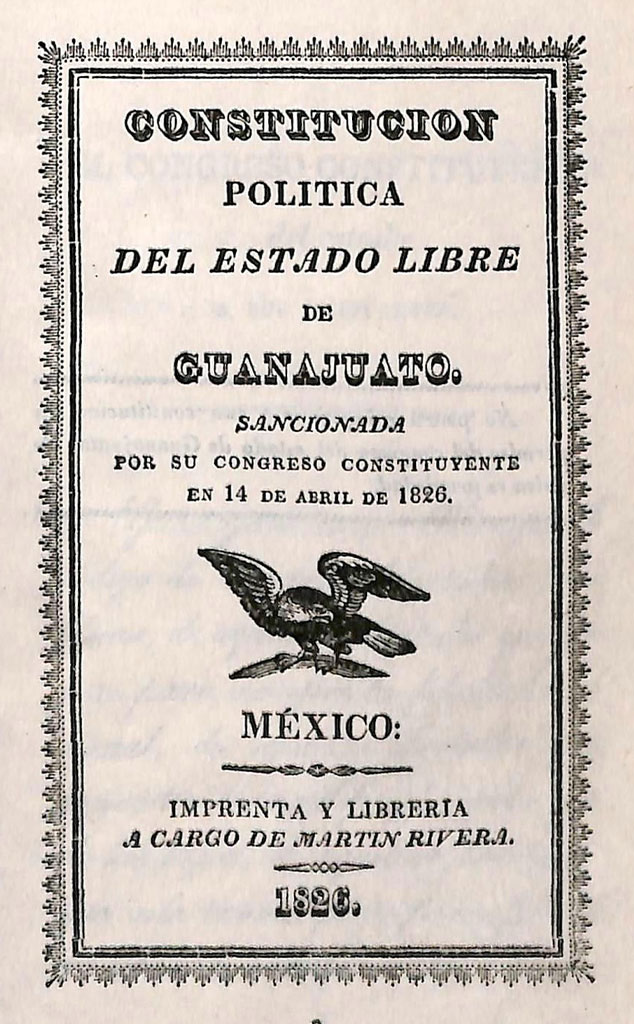 CONSTITUCION
POLITICA
DEL ESTADO LIBRE
DE
GUANAJUATO.
SANCIONADA
POR SU CONGRESO CONSTITUYENTE
EN 14 DE ABRIL DE 1826.
MÉXICO:
IMPRENTA Y LIBRERÍA
A CARGO DE MARTIN RIVERA.
1826.